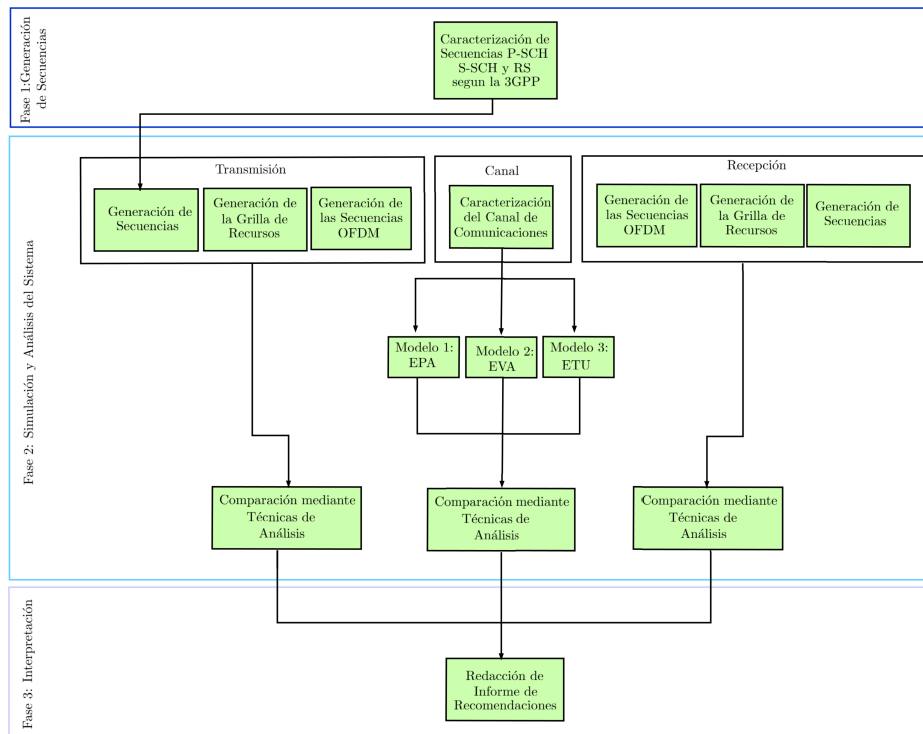 Fase 1:Generación
de Secuencias
Caracterización de
Secuencias P-SCH
S-SCH y RS
segun la 3GPP
Fase 2: Simulación y Análisis del Sistema
Transmisión
Generación de
Secuencias
Generación de
la Grilla de
Recursos
Generación de
las Secuencias
OFDM
Canal
Caracterización
del Canal de
Comunicaciones
Recepción
Generación de
las Secuencias
OFDM
Generación de
la Grilla de
Recursos
Generación de
Secuencias
Modelo 1:
EPA
Modelo 2:
EVA
Modelo 3:
ETU
Comparación mediante
Técnicas de
Análisis
Comparación mediante
Técnicas de
Análisis
Comparación mediante
Técnicas de
Análisis
Fase 3: Interpretación
Redacción de
Informe de
Recomendaciones